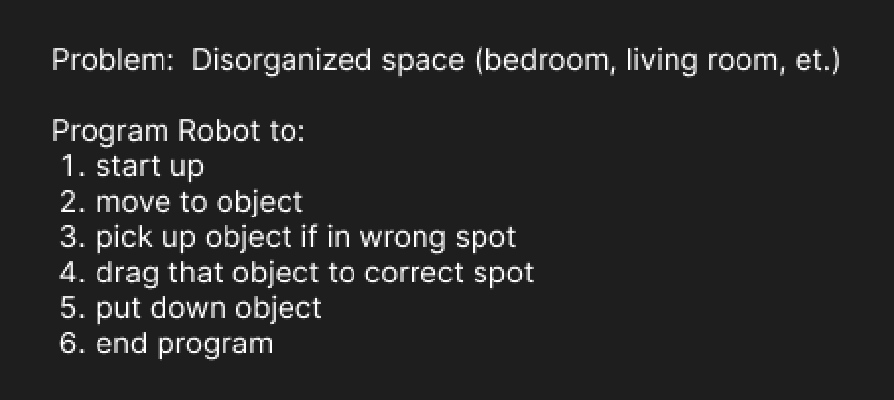 Problem:  Disorganized space (bedroom, living room, et.)
Program Robot to:
1. start up
2. move to object
3. pick up object if in wrong spot
4. drag that object to correct spot
5. put down object
6. end program